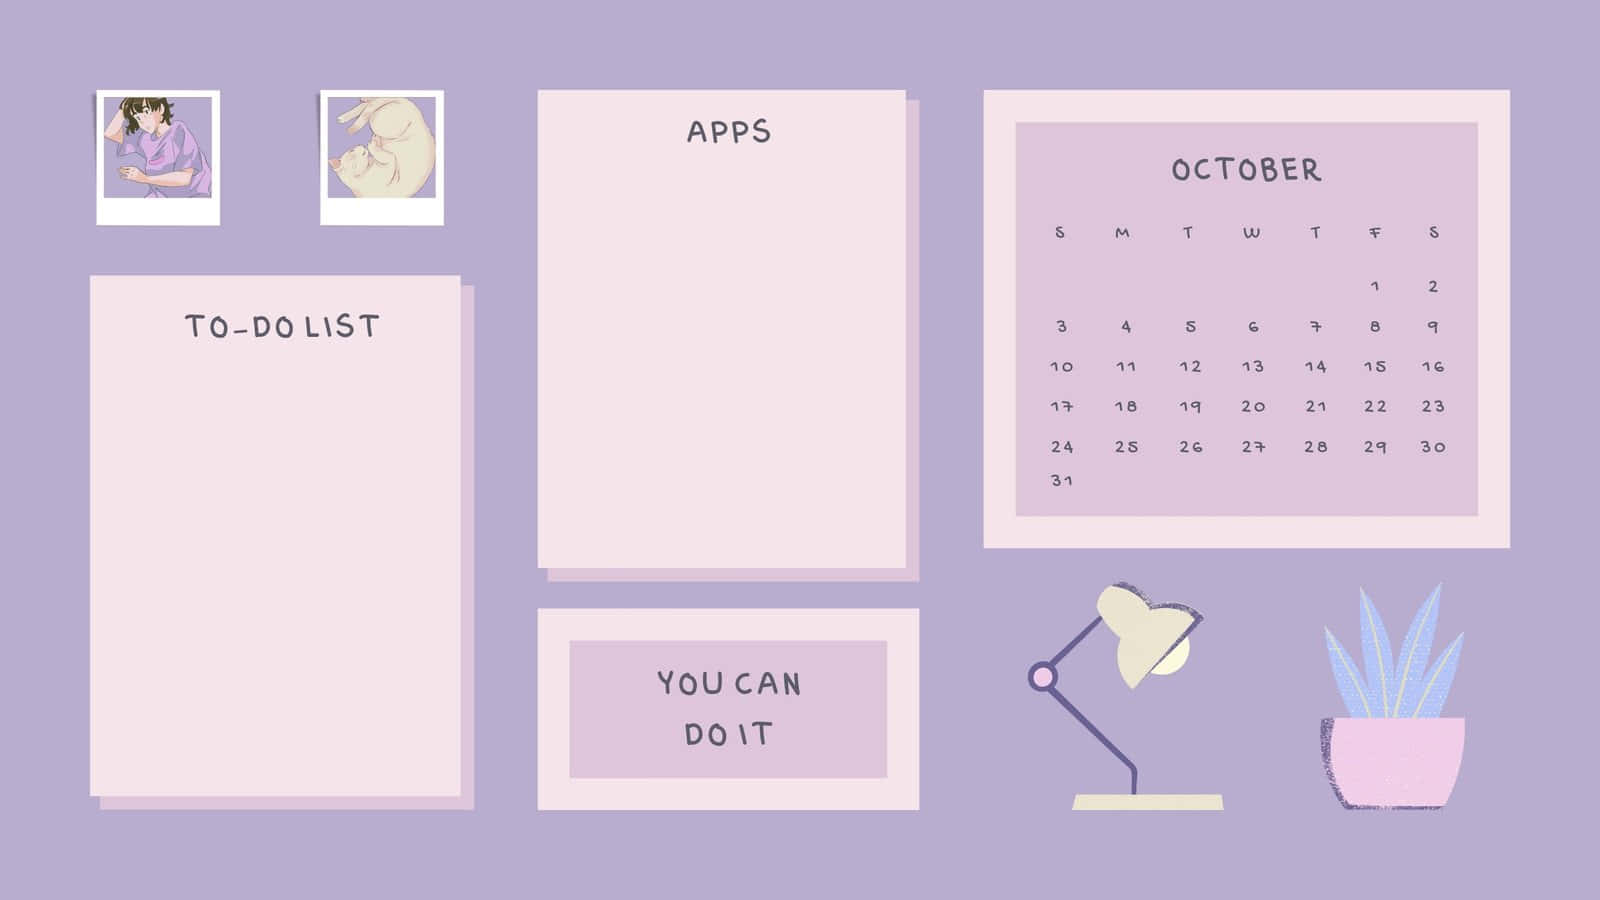 TO-DO LIST
APPS
YOU CAN
DO IT
OCTOBER
S M T W T F S
1 2
3 4 5 6 7 8 9
10 11 12 13 14 15 16
17 18 19 20 21 22 23
24 25 26 27 28 29 30
31